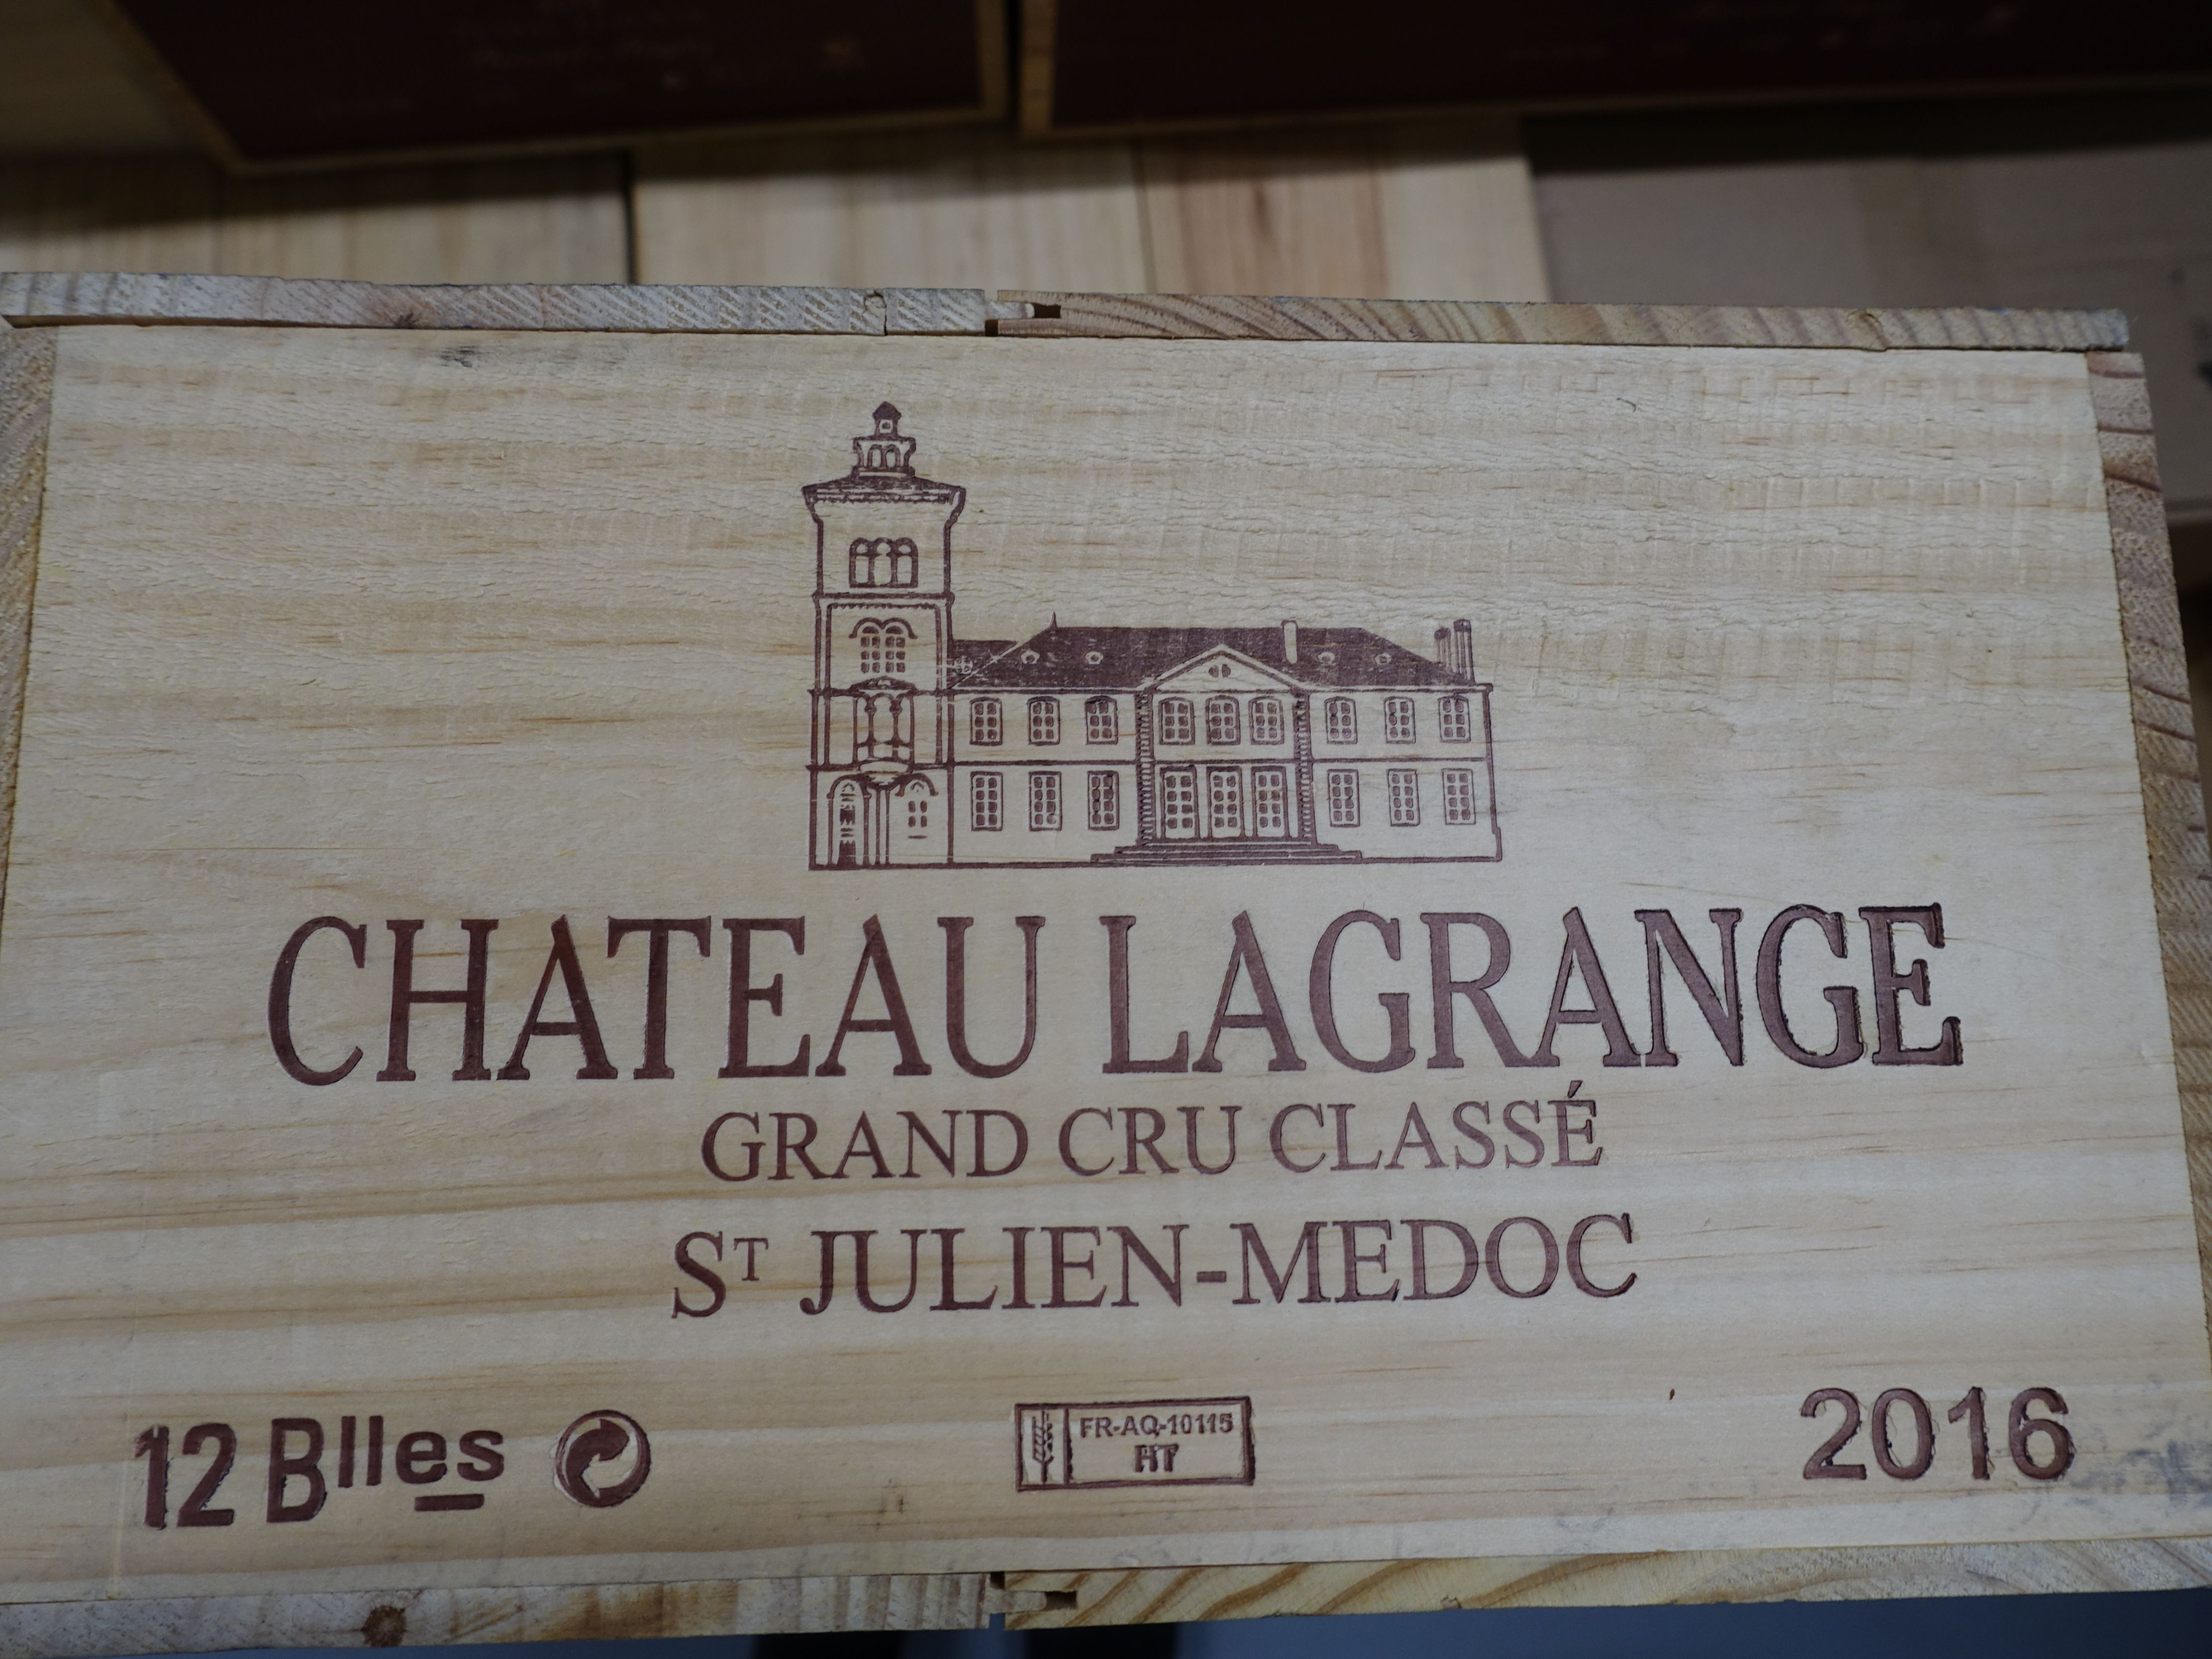 CHATEAU LAGRANGE
GRAND CRU CLASSÉ
ST JULIEN-MEDOC
12 Blles
FR-AQ-10115
HT
2016